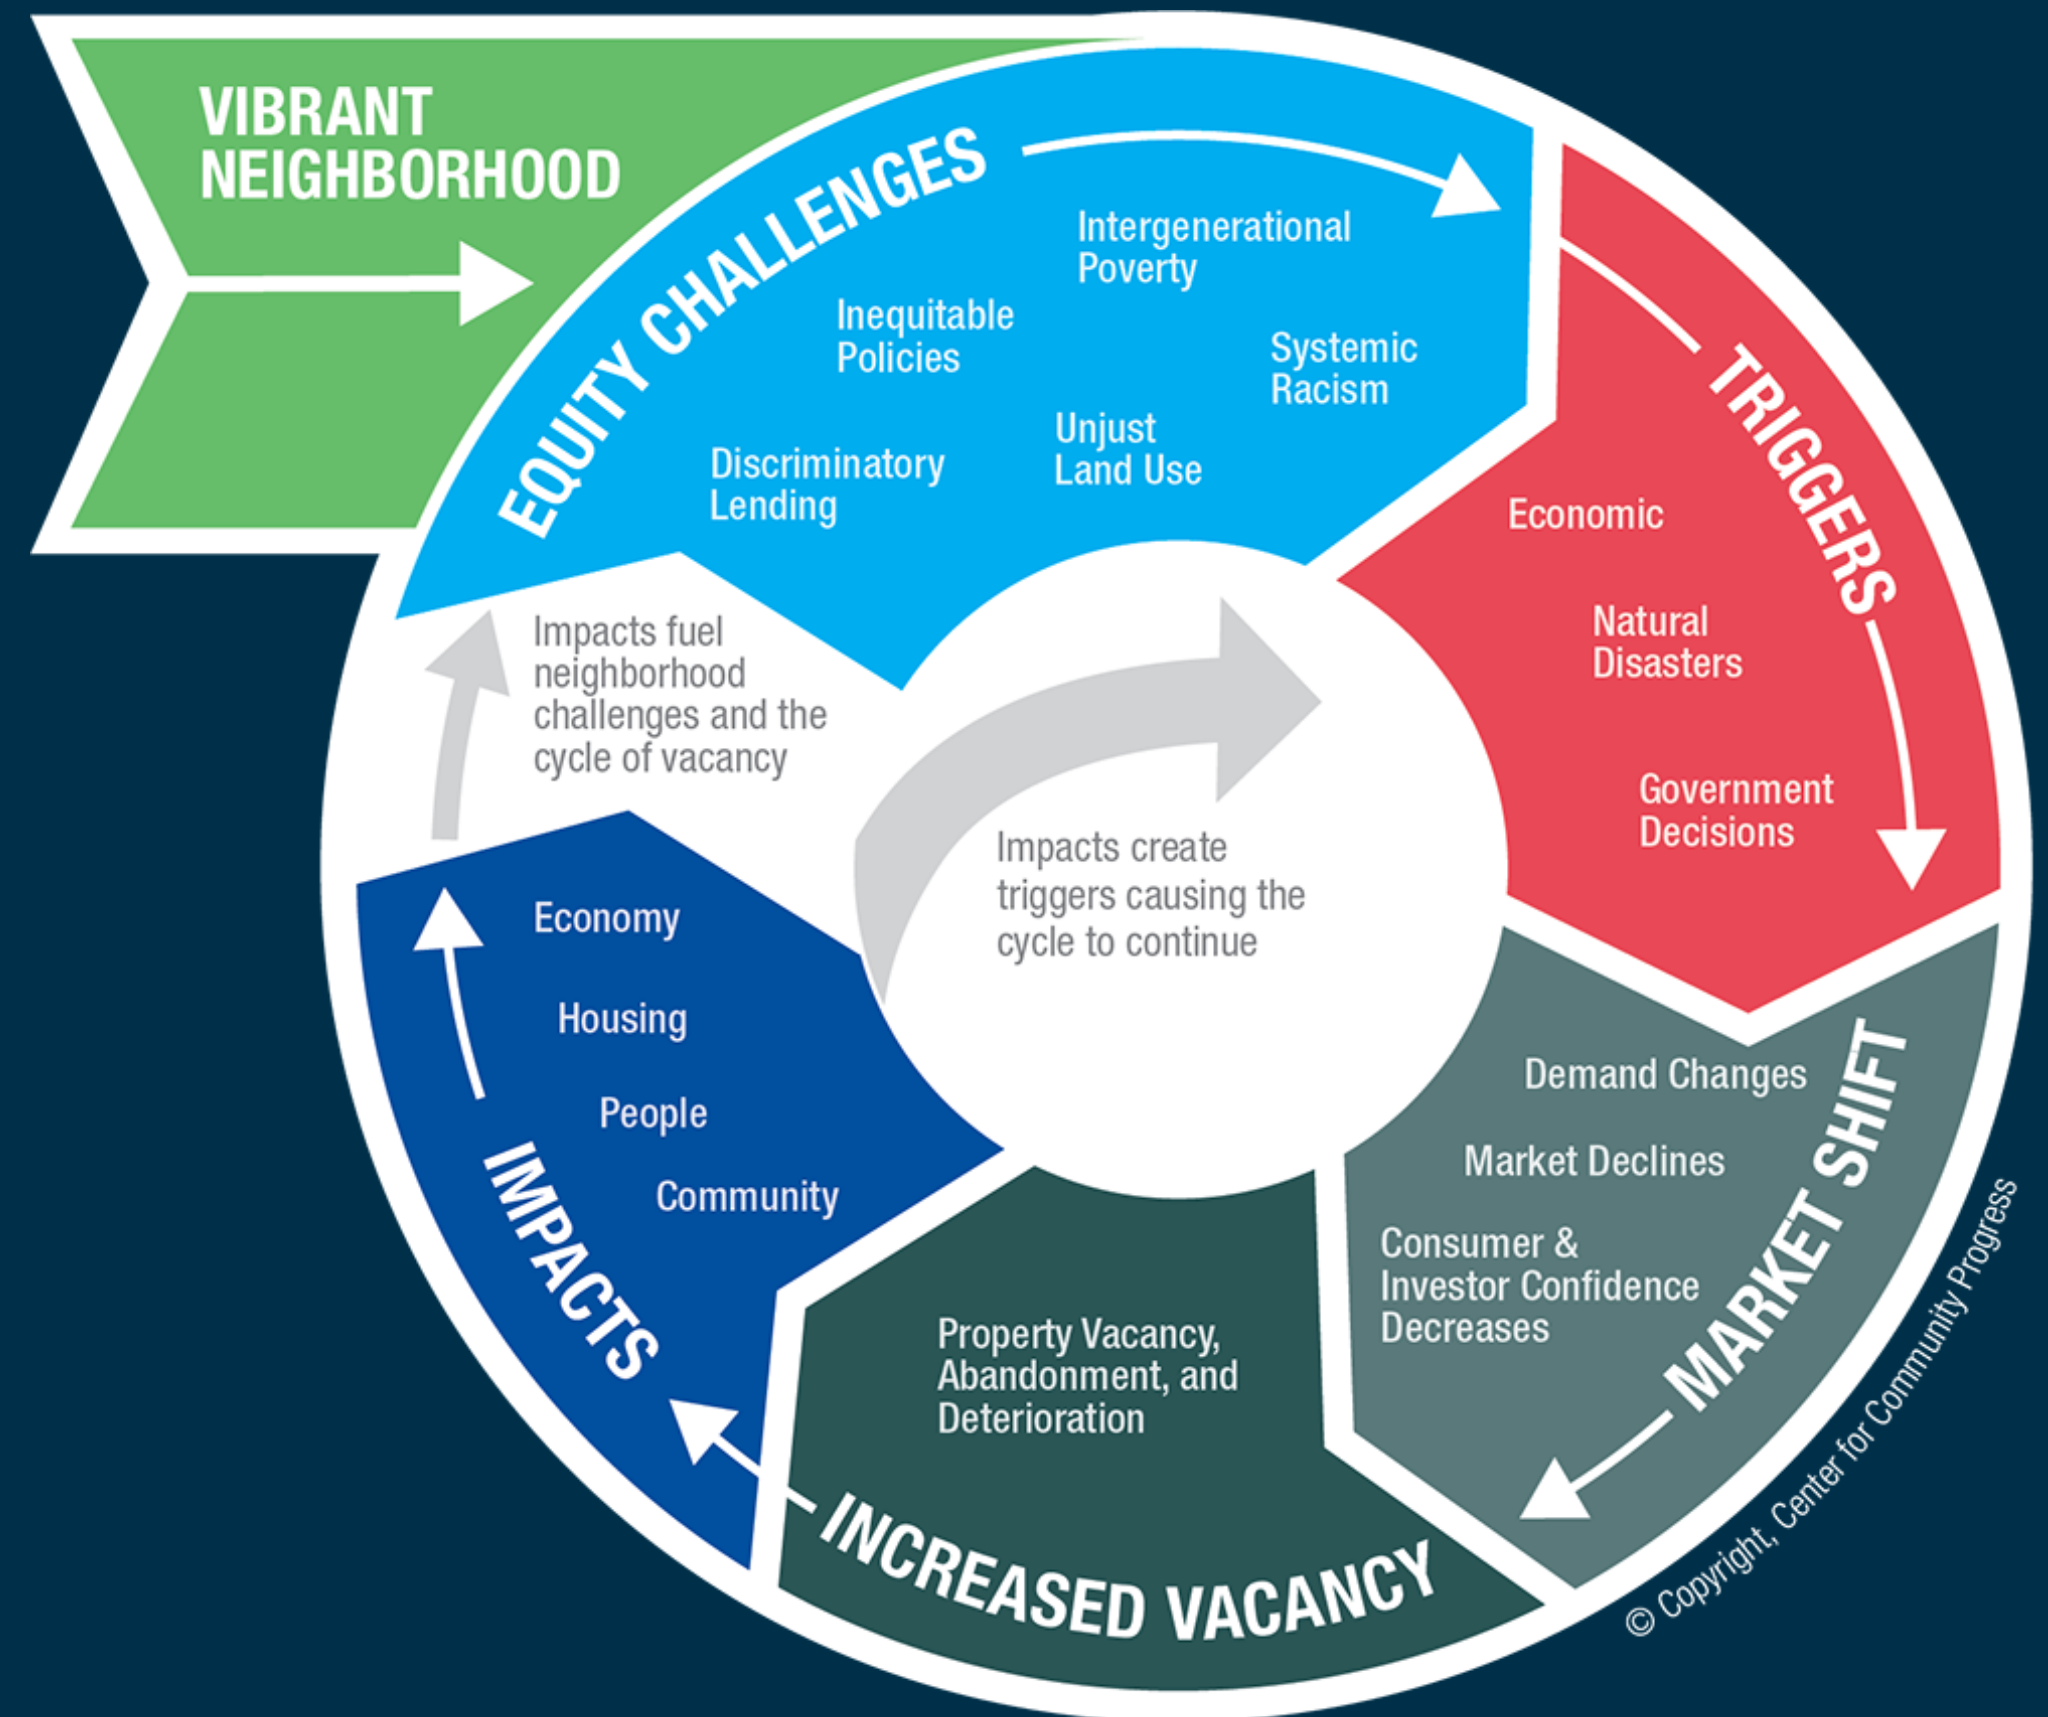 VIBRANT
NEIGHBORHOOD
EQUITY CHALLENGES
Intergenerational
Poverty
Inequitable
Policies
Systemic
Racism
Unjust
Land Use
Discriminatory
Lending
TRIGGERS
Economic
Natural
Disasters
Government
Decisions
MARKET SHIFT
Demand Changes
Market Declines
Consumer &
Investor Confidence
Decreases
INCREASED VACANCY
Property Vacancy,
Abandonment, and
Deterioration
IMPACTS
Economy
Housing
People
Community
Impacts fuel
neighborhood
challenges and the
cycle of vacancy
Impacts create
triggers causing the
cycle to continue
© Copyright, Center for Community Progress